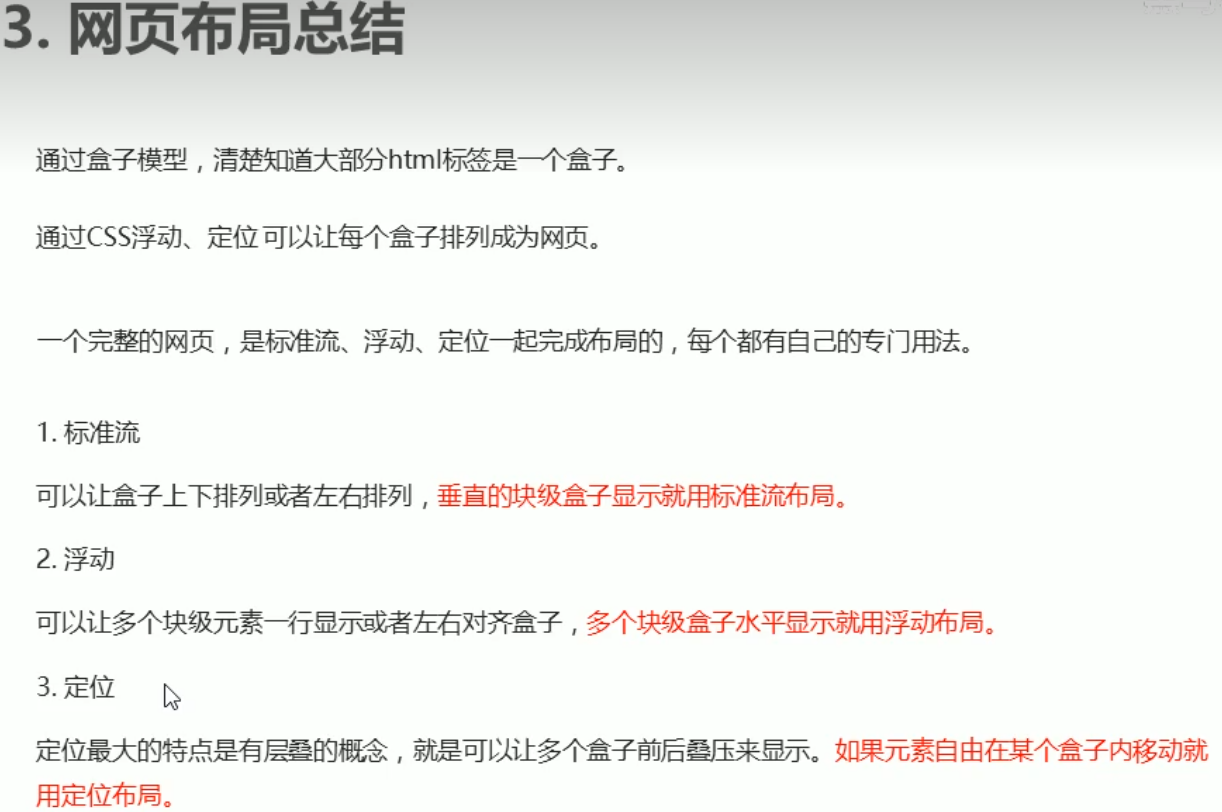 3. 网页布局总结
通过盒子模型，清楚知道大部分html标签是一个盒子。
通过CSS浮动、定位 可以让每个盒子排列成为网页。
一个完整的网页，是标准流、浮动、定位一起完成布局的，每个都有自己的专门用法。
1. 标准流
可以让盒子上下排列或者左右排列，垂直的块级盒子显示就用标准流布局。
2. 浮动
可以让多个块级元素一行显示或者左右对齐盒子，多个块级盒子水平显示就用浮动布局。
3. 定位
定位最大的特点是有层叠的概念，就是可以让多个盒子前后叠压来显示。如果元素自由在某个盒子内移动就
用定位布局。